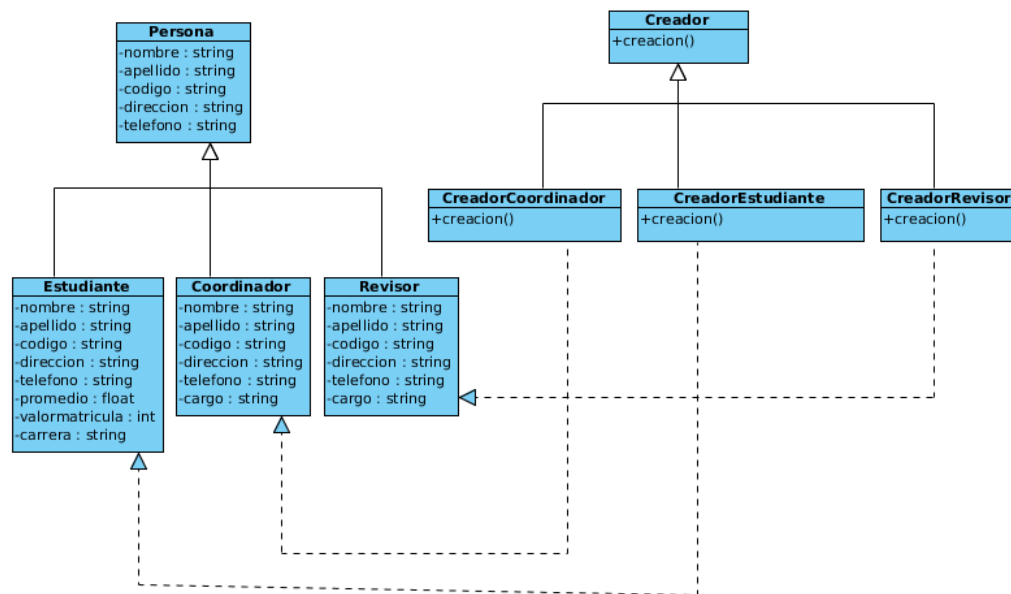 Persona
-nombre : string
-apellido : string
-codigo : string
-direccion : string
-telefono : string
Creador
+creacion()
CreadorCoordinador
+creacion()
CreadorEstudiante
+creacion()
CreadorRevisor
+creacion()
Estudiante
-nombre : string
-apellido : string
-codigo : string
-direccion : string
-telefono : string
-promedio : float
-valormatricula : int
-carrera : string
Coordinador
-nombre : string
-apellido : string
-codigo : string
-direccion : string
-telefono : string
-cargo : string
Revisor
-nombre : string
-apellido : string
-codigo : string
-direccion : string
-telefono : string
-cargo : string